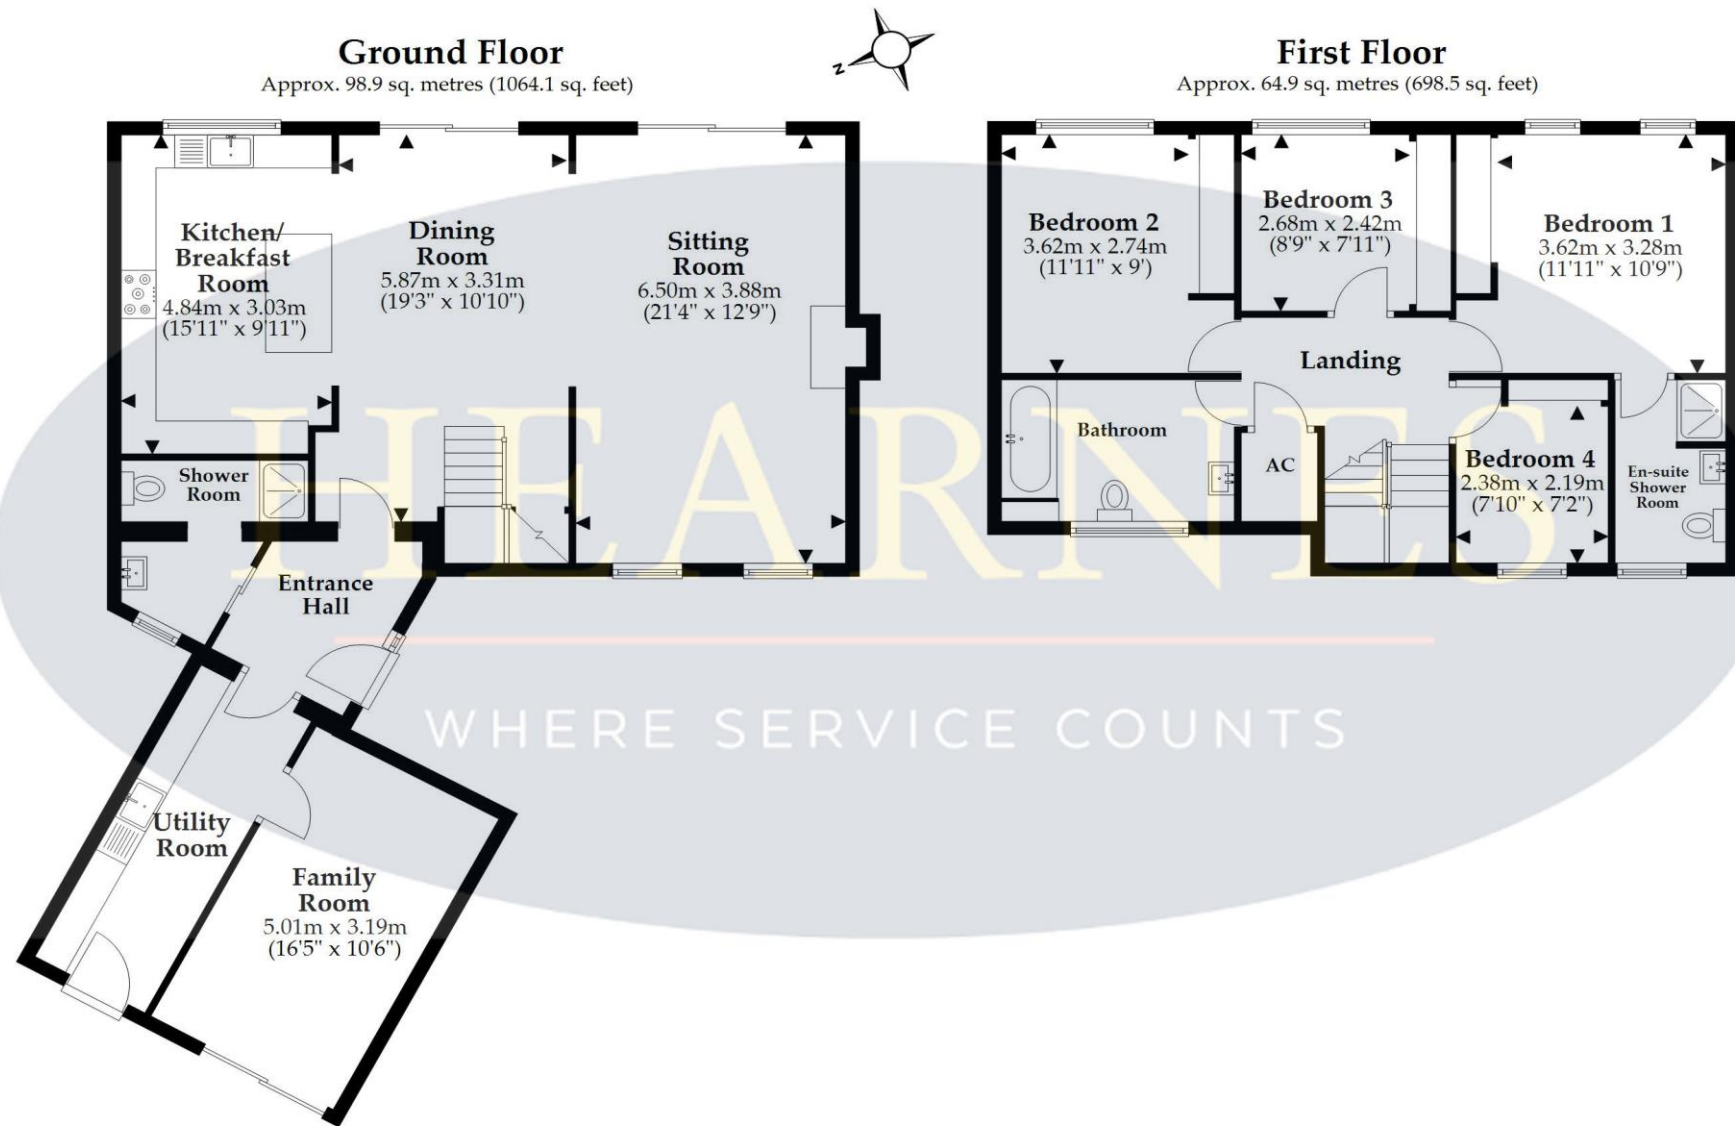 Ground Floor
Approx. 98.9 sq. metres (1064.1 sq. feet)
N
First Floor
Approx. 64.9 sq. metres (698.5 sq. feet)
Kitchen/
Breakfast
Room
4.84m x 3.03m
(15'11" x 9'11")
Dining
Room
5.87m x 3.31m
(19'3" x 10'10")
Sitting
Room
6.50m x 3.88m
(21'4" x 12'9")
Shower
Room
Entrance
Hall
Utility
Room
Family
Room
5.01m x 3.19m
(16'5" x 10'6")
Bedroom 2
3.62m x 2.74m
(11'11" x 9')
Bedroom 3
2.68m x 2.42m
(8'9" x 7'11")
Bedroom 1
3.62m x 3.28m
(11'11" x 10'9")
Landing
Bathroom
AC
Bedroom 4
2.38m x 2.19m
(7'10" x 7'2")
En-suite
Shower
Room
HEARNES
WHERE SERVICE COUNTS